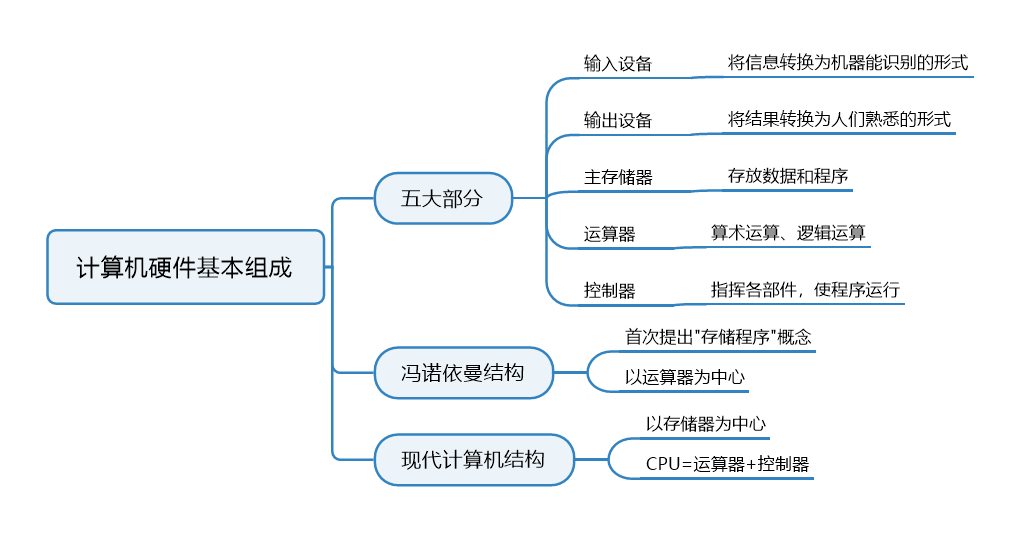 计算机硬件基本组成
五大部分
输入设备
将信息转换为机器能识别的形式
输出设备
将结果转换为人们熟悉的形式
主存储器
存放数据和程序
运算器
算术运算、逻辑运算
控制器
指挥各部件，使程序运行
冯诺依曼结构
首次提出"存储程序"概念
以运算器为中心
现代计算机结构
以存储器为中心
CPU=运算器+控制器